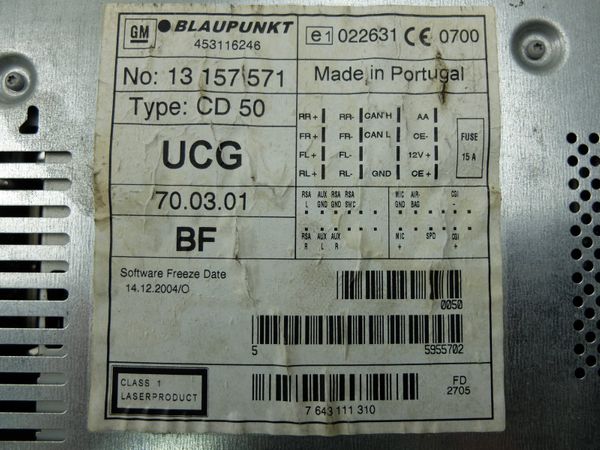 GM BLAUPUNKT
453116246
e1 022631 CE 0700
No: 13 157 571
Made in Portugal
Type: CD 50
UCG
70.03.01
BF
RR + RR- CAN H AA
FR + FR- CAN L CE-
FL + FL- 12V +
RL + RL- GND CE +
FUSE
15 A
RSA AUX RSA RSA MIC AIR- CGI
L GND GND SWC GND BAG -
RSA AUX AUX MIC SPD CGI
R L R + +
Software Freeze Date
14.12.2004/O
0050
5 5955702
CLASS 1
LASERPRODUCT
7 643 111 310
FD
2705